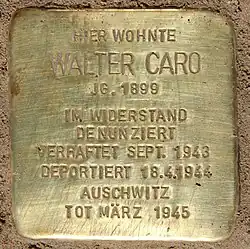 HIER WOHNTE
WALTER CARO
JG. 1899
IM WIDERSTAND
DENUNZIERT
VERHAFTET SEPT. 1943
DEPORTIERT 18.4.1944
AUSCHWITZ
TOT MÄRZ 1945